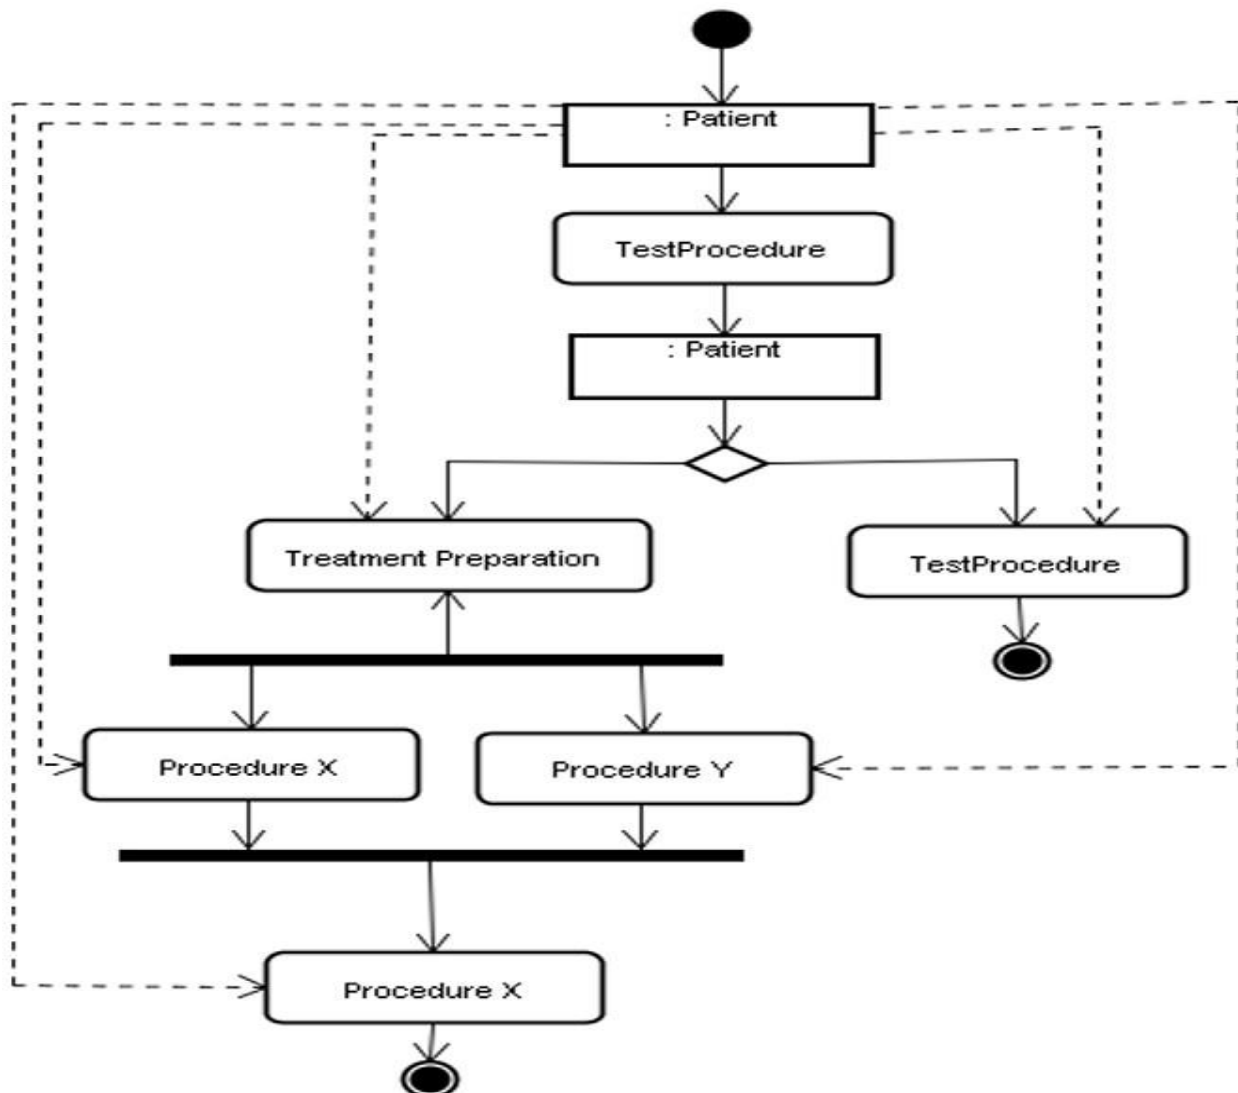 : Patient
TestProcedure
: Patient
Treatment Preparation
TestProcedure
Procedure X
Procedure Y
Procedure X